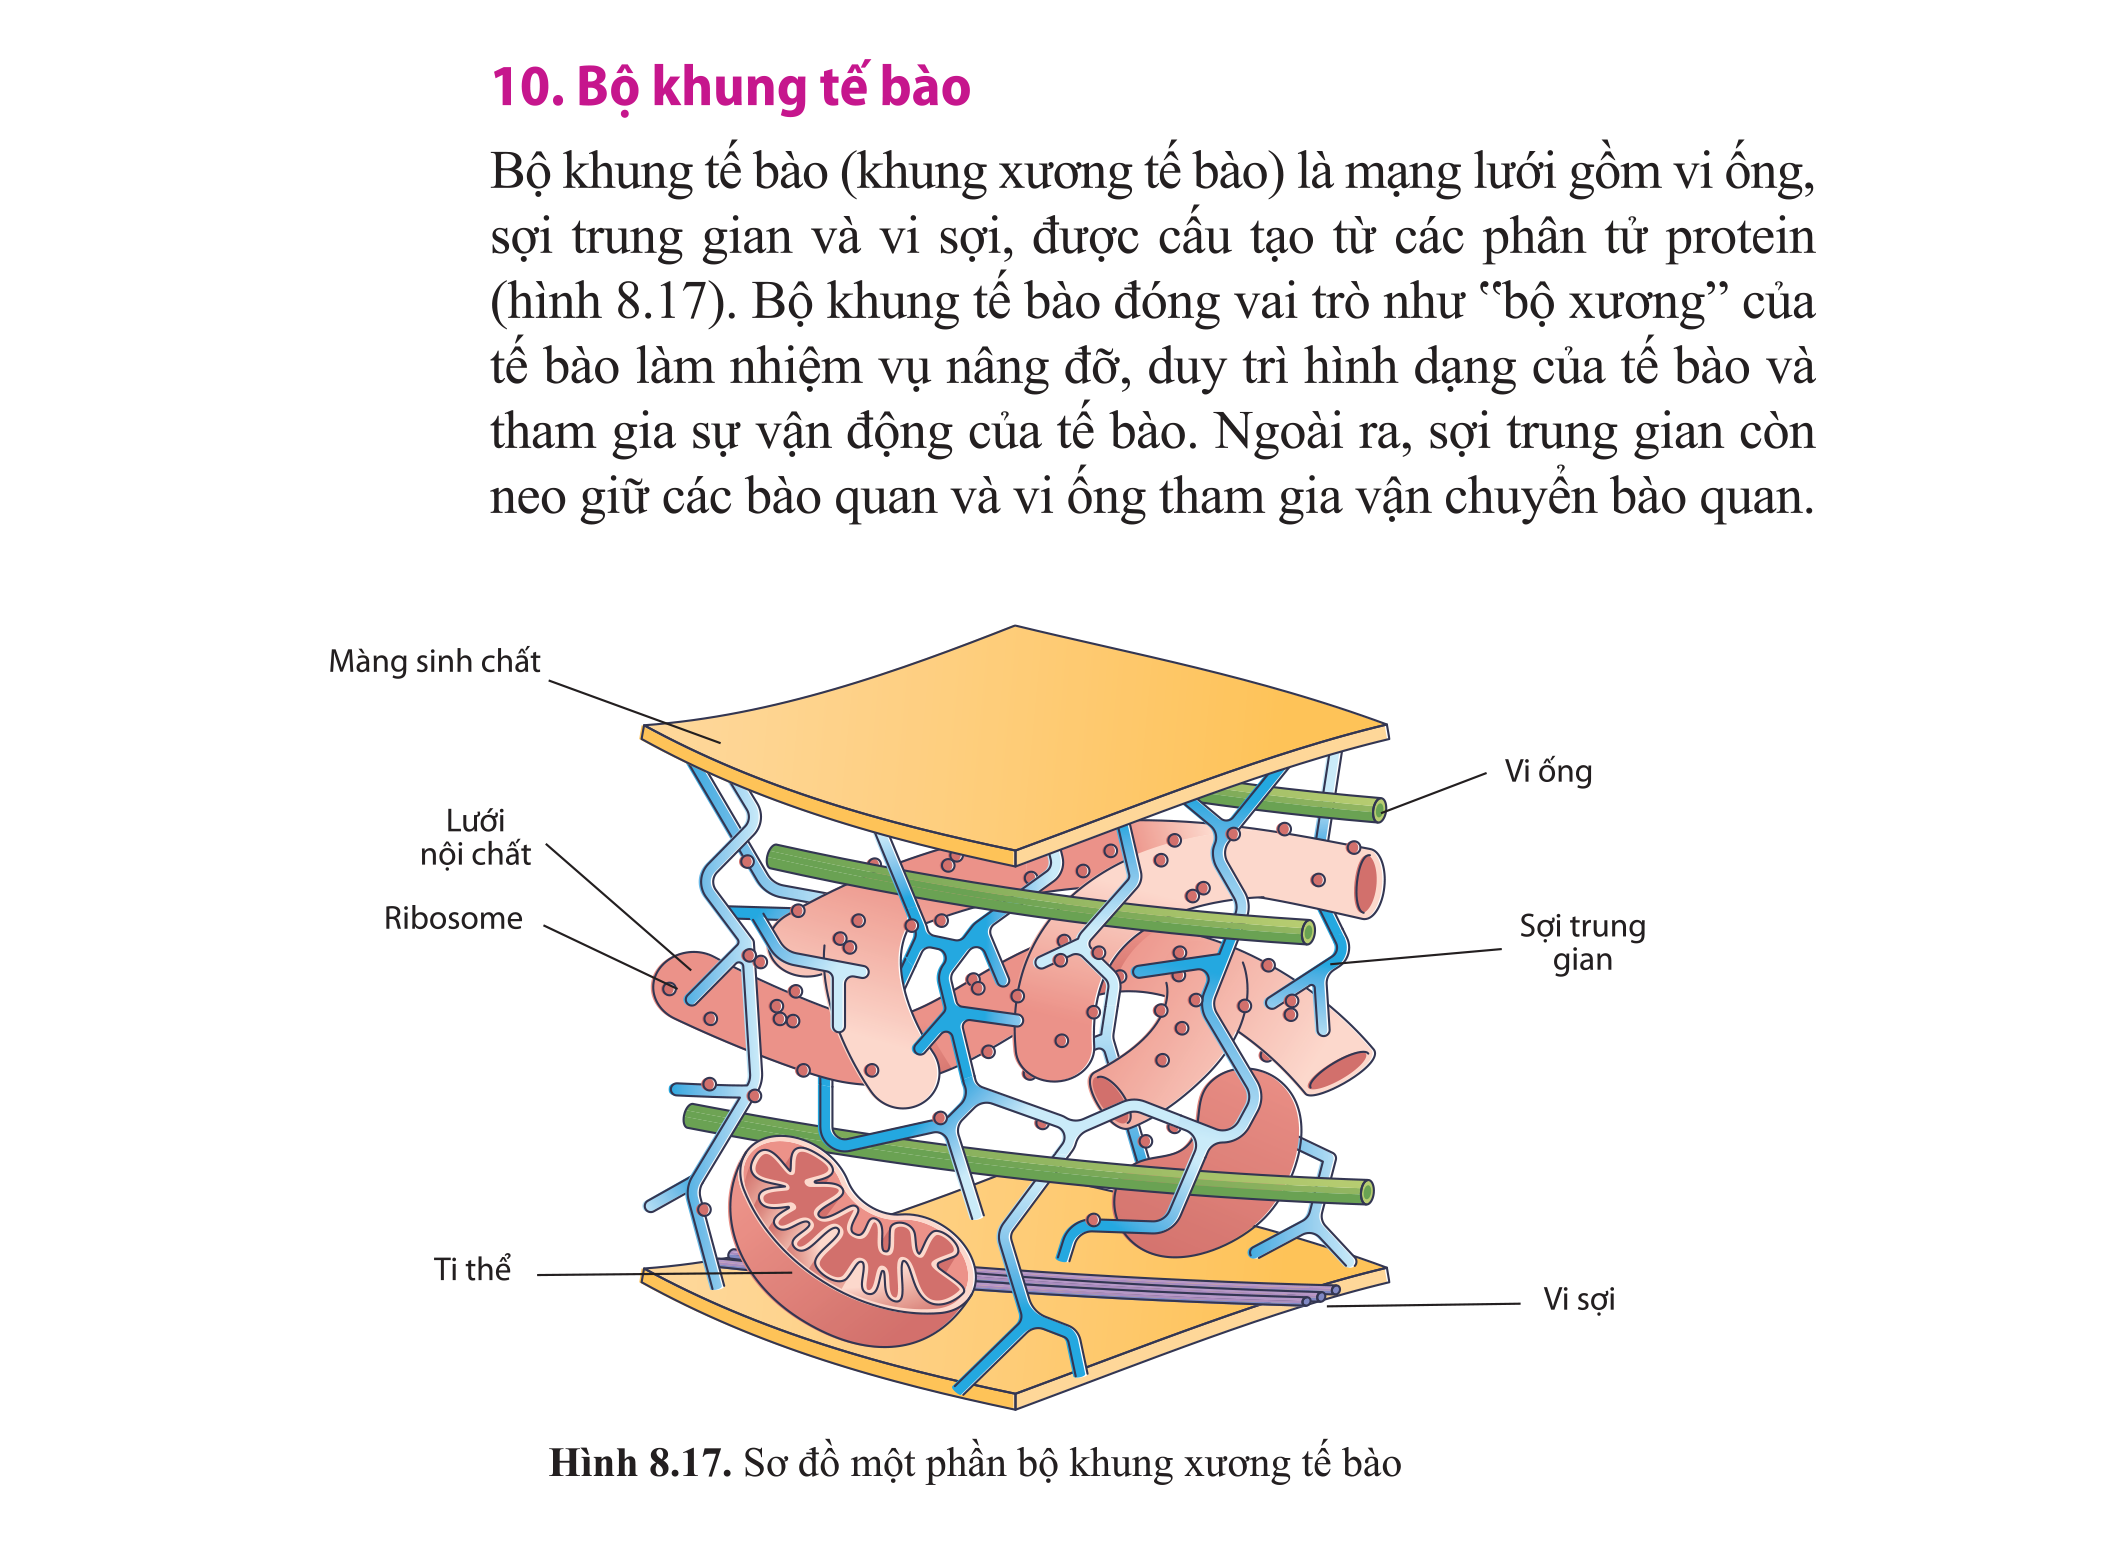 10. Bộ khung tế bào
Bộ khung tế bào (khung xương tế bào) là mạng lưới gồm vi ống,
sợi trung gian và vi sợi, được cấu tạo từ các phân tử protein
(hình 8.17). Bộ khung tế bào đóng vai trò như “bộ xương” của
tế bào làm nhiệm vụ nâng đỡ, duy trì hình dạng của tế bào và
tham gia sự vận động của tế bào. Ngoài ra, sợi trung gian còn
neo giữ các bào quan và vi ống tham gia vận chuyển bào quan.
Màng sinh chất
Vi ống
Lưới
nội chất
Ribosome
Sợi trung
gian
Ti thể
Vi sợi
Hình 8.17. Sơ đồ một phần bộ khung xương tế bào